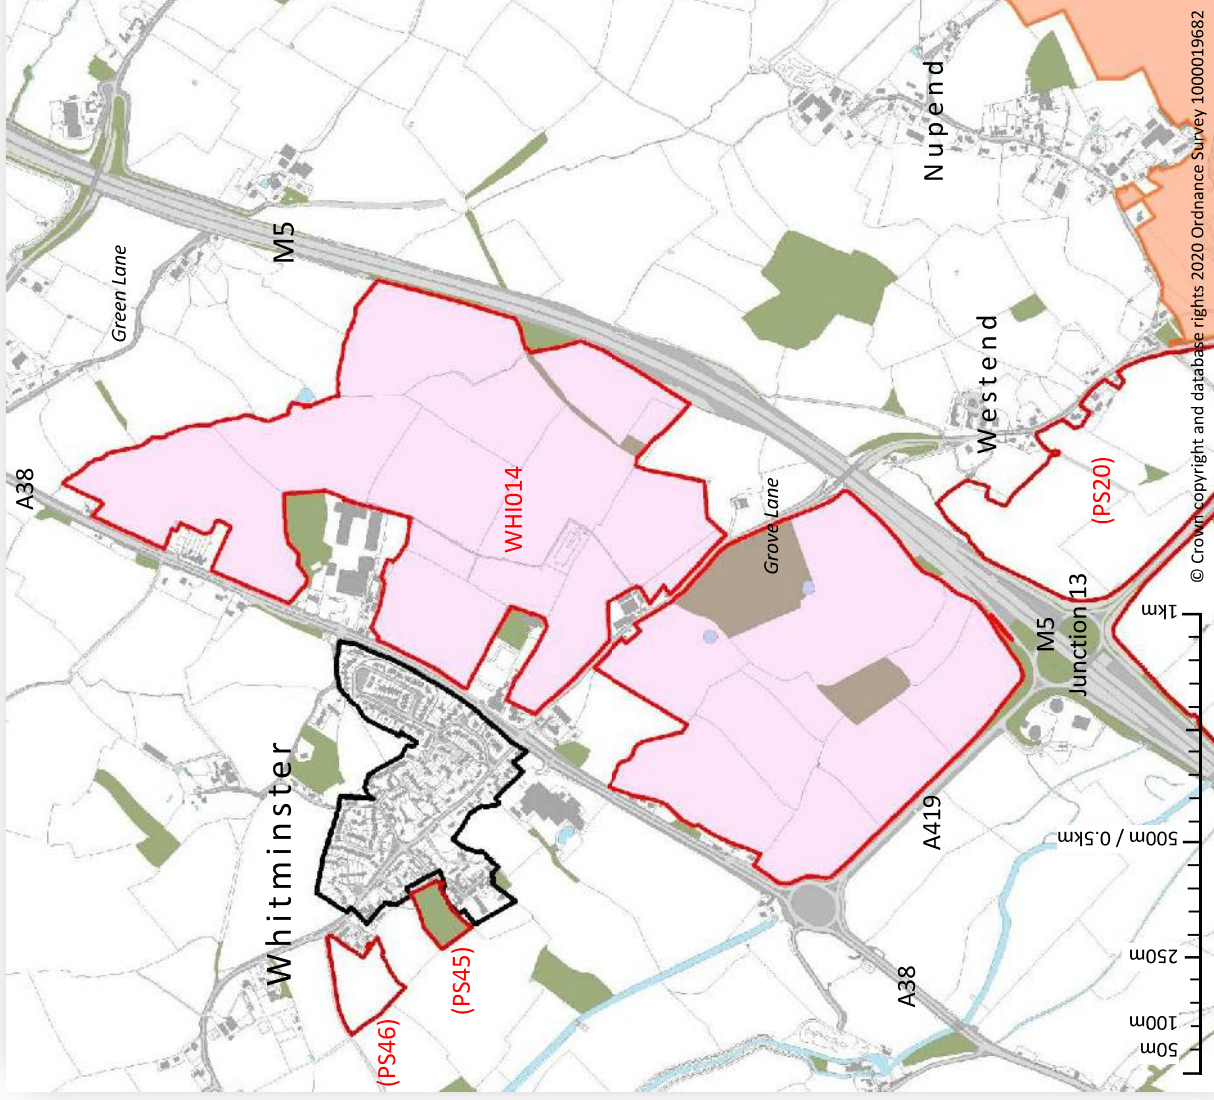 A38
Green Lane
M5
Nupend
Whitminster
WHI014
Grove Lane
Westend
(PS20)
(PS46)
(PS45)
A38
A419
M5
Junction 13
50m
100m
250m
500m / 0.5km
1km
© Crown copyright and database rights 2020 Ordnance Survey 1000019682